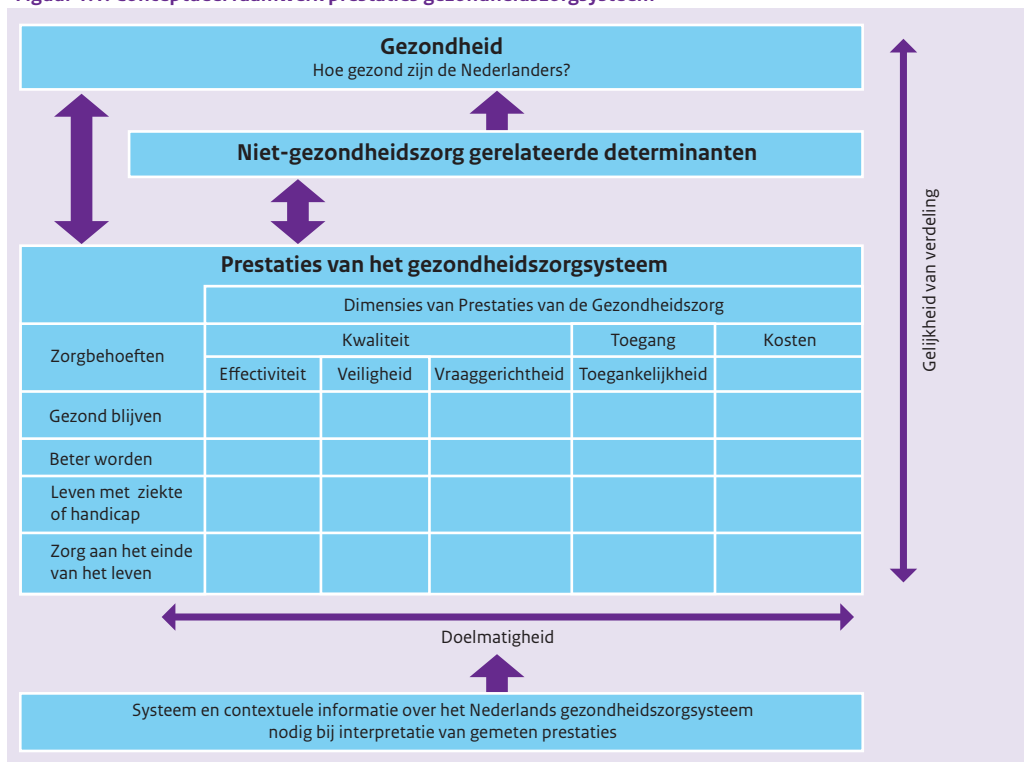 Gezondheid
Hoe gezond zijn de Nederlanders?
Niet-gezondheidszorg gerelateerde determinanten
Prestaties van het gezondheidszorgsysteem
Dimensies van Prestaties van de Gezondheidszorg
Zorgbehoeften
Kwaliteit
Toegang
Kosten
Effectiviteit
Veiligheid
Vraaggerichtheid
Toegankelijkheid
Gezond blijven
Beter worden
Leven met ziekte
of handicap
Zorg aan het einde
van het leven
Gelijkheid van verdeling
Doelmatigheid
Systeem en contextuele informatie over het Nederlands gezondheidszorgsysteem
nodig bij interpretatie van gemeten prestaties